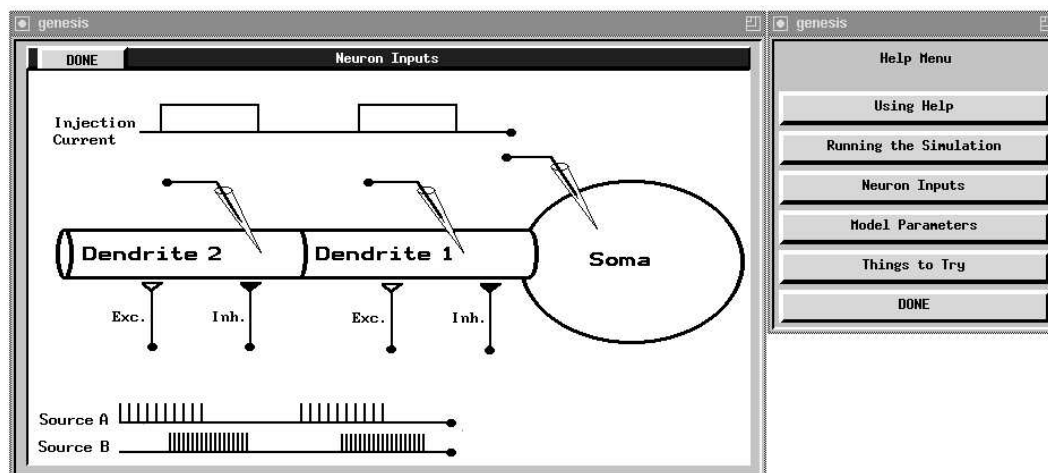 genesis
DONE
Neuron Inputs
Injection
Current
Dendrite 2
Dendrite 1
Soma
Exc.
Inh.
Exc.
Inh.
Source A
Source B
genesis
Help Menu
Using Help
Running the Simulation
Neuron Inputs
Model Parameters
Things to Try
DONE